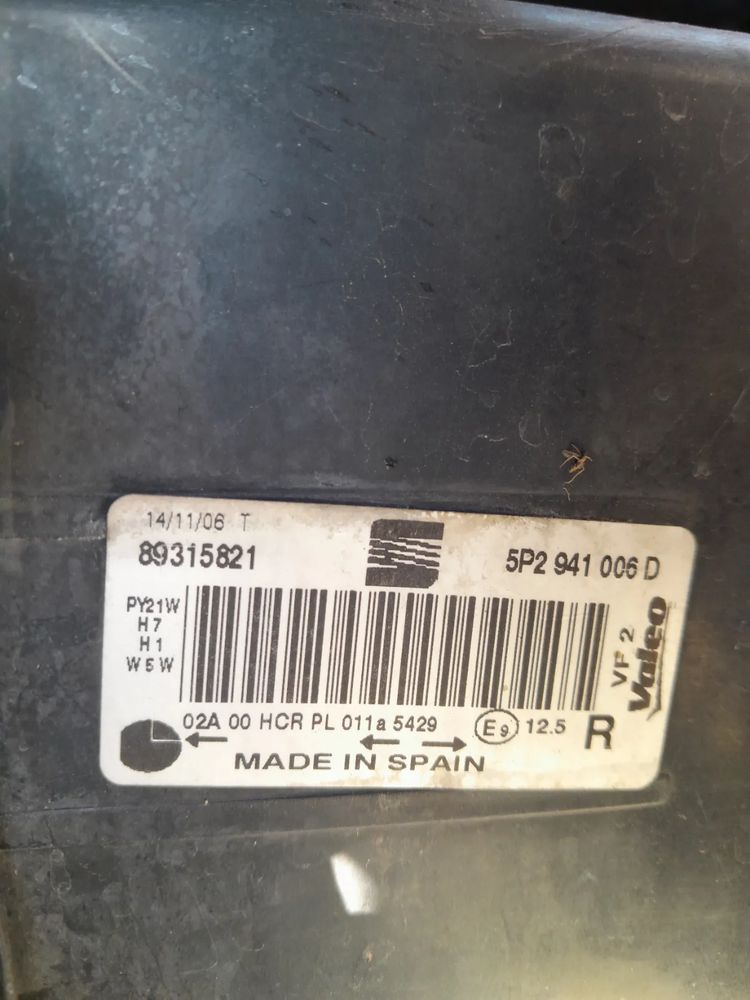 14/11/06 T
89315821
5P2 941 006 D
PY21W
H7
H1
W5W
VP 2
Valeo
02A 00 HCR PL 011a 5429
E9 12.5
R
MADE IN SPAIN